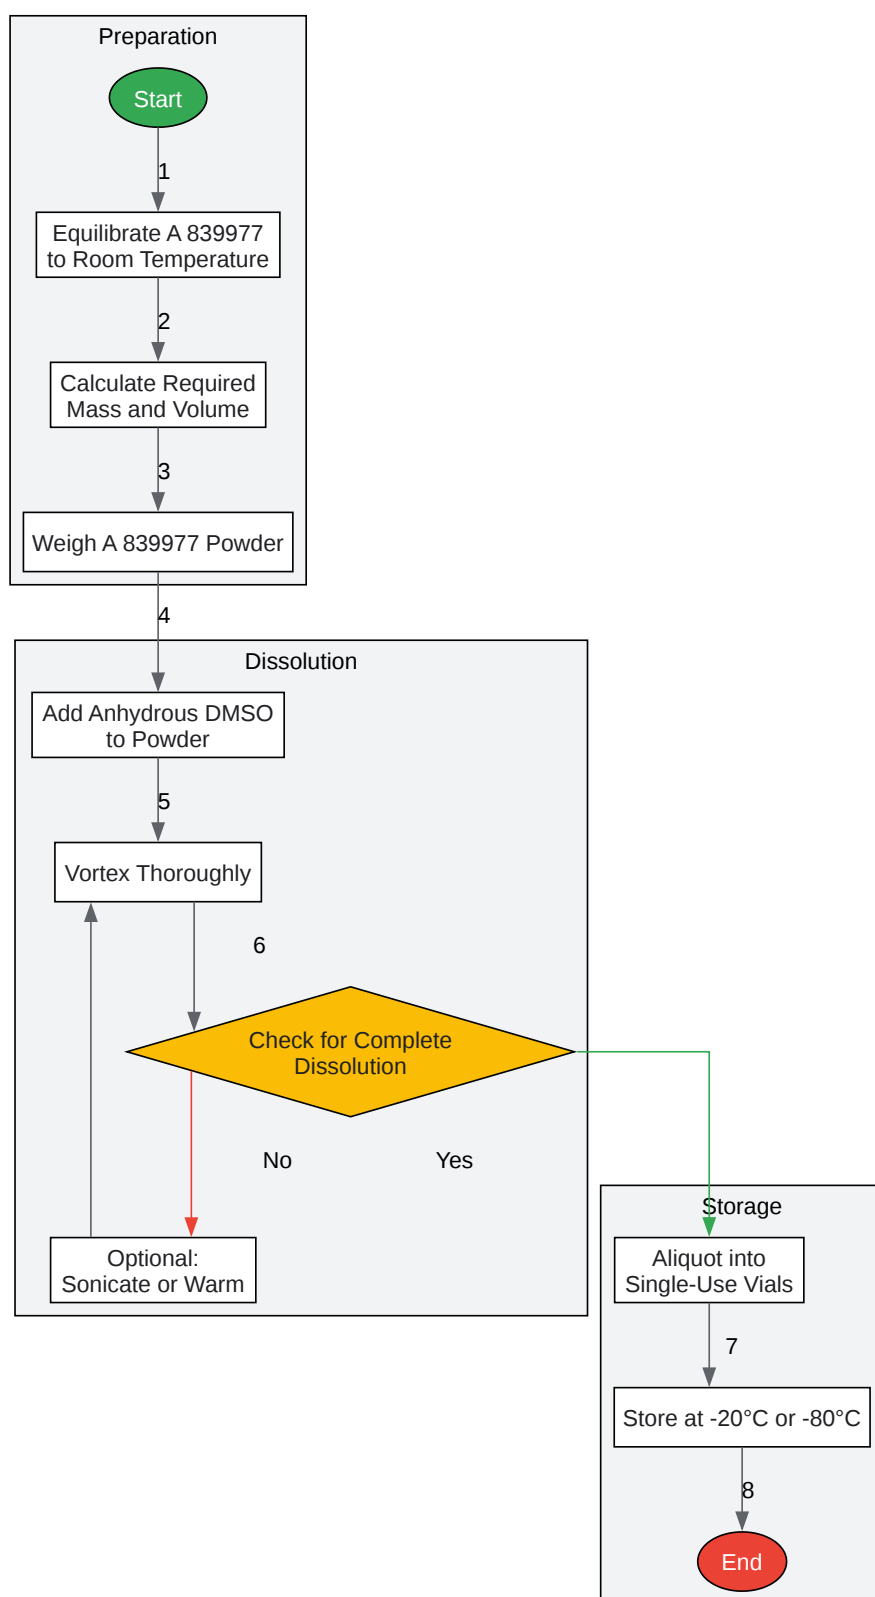 Preparation
Start
1
Equilibrate A 839977
to Room Temperature
2
Calculate Required
Mass and Volume
3
Weigh A 839977 Powder
4
Dissolution
Add Anhydrous DMSO
to Powder
5
Vortex Thoroughly
6
Check for Complete
Dissolution
No
Yes
Optional:
Sonicate or Warm
Storage
Aliquot into
Single-Use Vials
7
Store at -20°C or -80°C
8
End